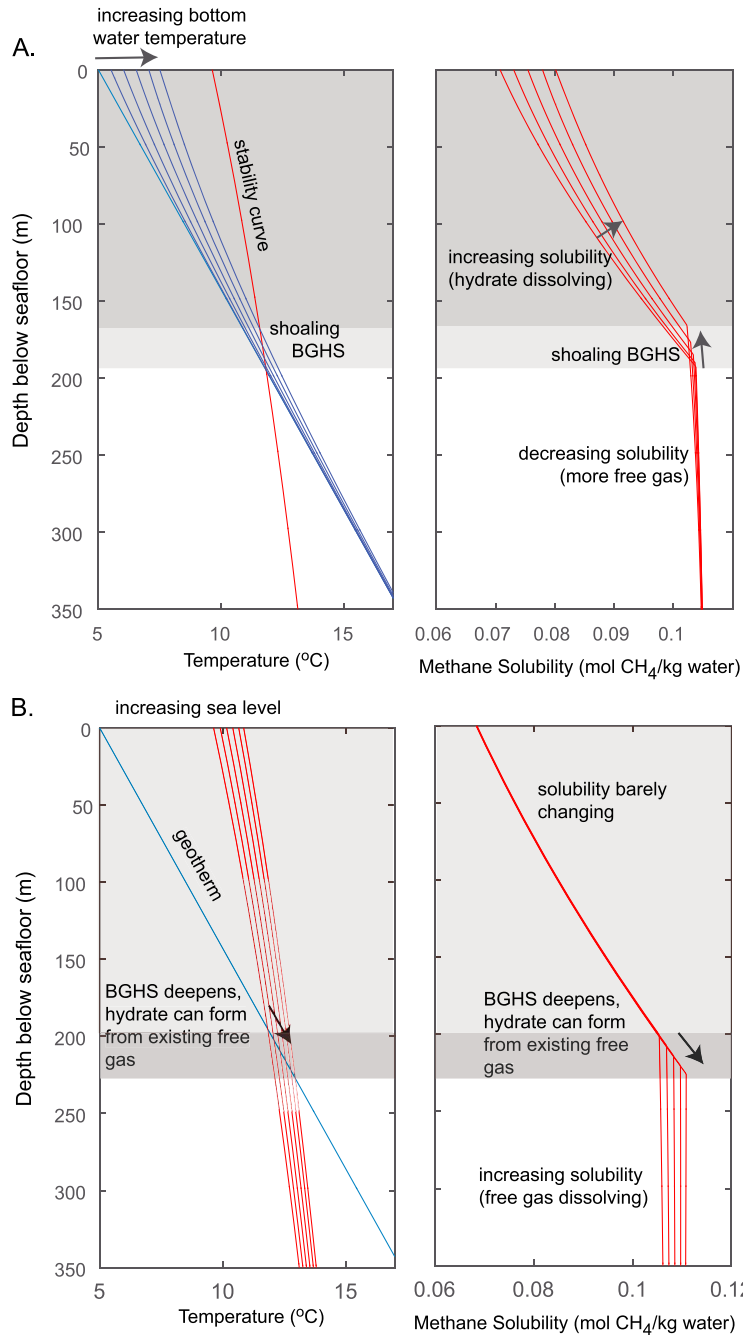 increasing bottom
water temperature
A.
0
50
100
150
200
250
300
350
Depth below seafloor (m)
stability curve
shoaling
BGHS
5
10
15
Temperature (oC)
increasing solubility
(hydrate dissolving)
shoaling BGHS
decreasing solubility
(more free gas)
0.06
0.07
0.08
0.09
0.1
Methane Solubility (mol CH4/kg water)
B.
increasing sea level
0
50
100
150
200
250
300
350
Depth below seafloor (m)
geotherm
BGHS deepens,
hydrate can form
from existing free
gas
5
10
15
Temperature (oC)
solubility barely
changing
BGHS deepens,
hydrate can form
from existing free
gas
increasing solubility
(free gas dissolving)
0.06
0.08
0.1
0.12
Methane Solubility (mol CH4/kg water)